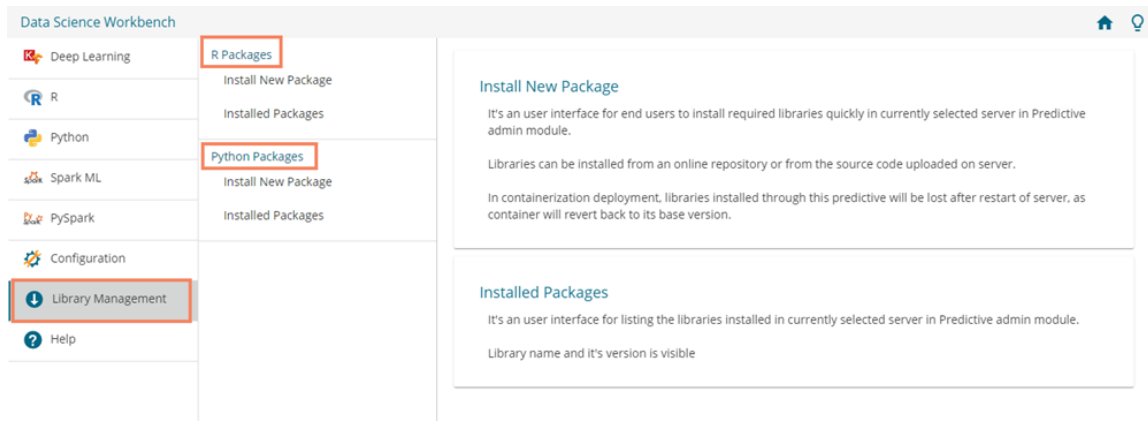 Data Science Workbench
Deep Learning
R
Python
Spark ML
PySpark
Configuration
Library Management
Help
R Packages
Install New Package
Installed Packages
Python Packages
Install New Package
Installed Packages
Install New Package
It's an user interface for end users to install required libraries quickly in currently selected server in Predictive
admin module.
Libraries can be installed from an online repository or from the source code uploaded on server.
In containerization deployment, libraries installed through this predictive will be lost after restart of server, as
container will revert back to its base version.
Installed Packages
It's an user interface for listing the libraries installed in currently selected server in Predictive admin module.
Library name and it's version is visible